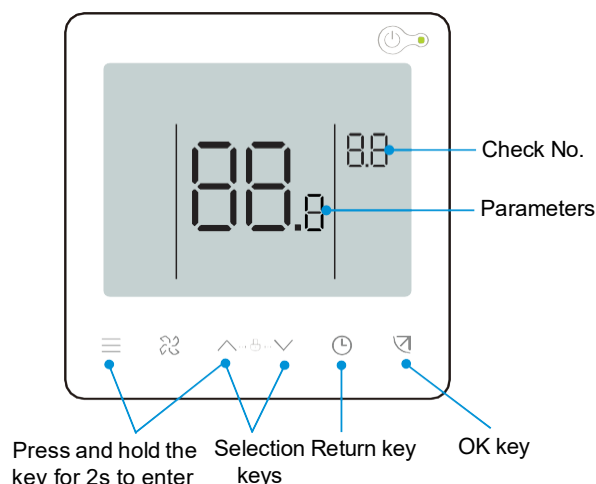 8.8
Check No.
88.8
Parameters
Press and hold the
key for 2s to enter
Selection
keys
Return key
OK key